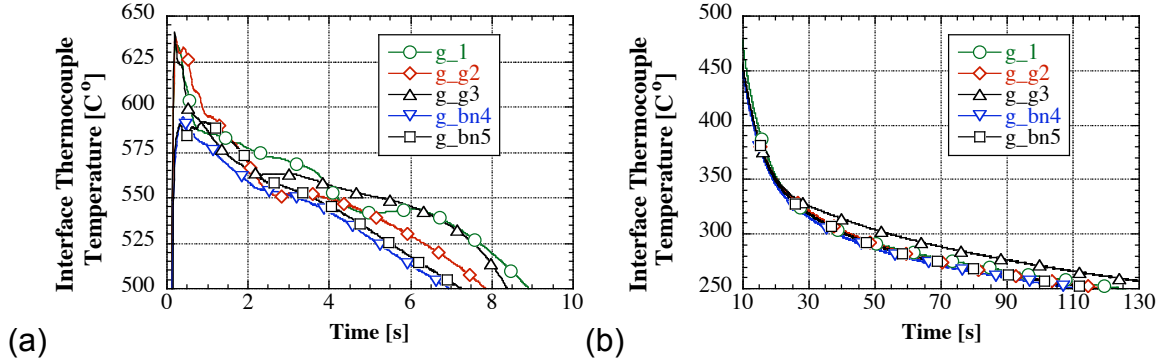 650
625
600
575
550
525
500
0
2
4
6
8
10
Interface Thermocouple
Temperature [C°]
Time [s]
g_1
g_g2
g_g3
g_bn4
g_bn5
(a)
500
450
400
350
300
250
10
30
50
70
90
110
130
Interface Thermocouple
Temperature [C°]
Time [s]
g_1
g_g2
g_g3
g_bn4
g_bn5
(b)